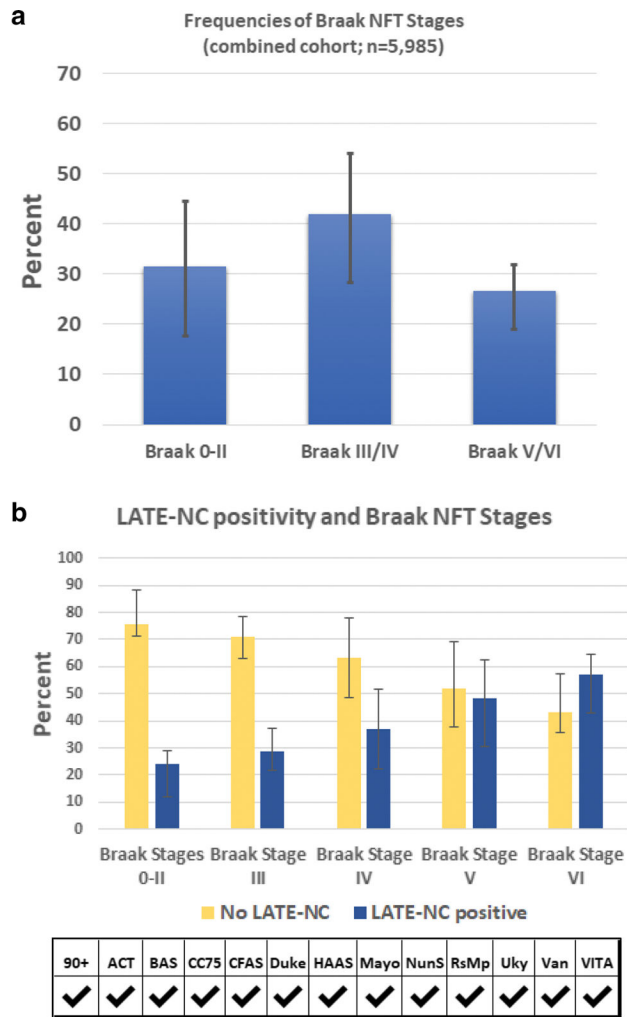 a
Frequencies of Braak NFT Stages
(combined cohort; n=5,985)
70
60
50
40
30
20
10
0
Percent
Braak 0-II Braak III/IV Braak V/VI
b
LATE-NC positivity and Braak NFT Stages
100
90
80
70
60
50
40
30
20
10
0
Percent
Braak Stages Braak Stage Braak Stage Braak Stage Braak Stage
0-II III IV V VI
No LATE-NC LATE-NC positive
90+ ACT BAS CC75 CFAS Duke HAAS Mayo NunS RsMp Uky Van VITA